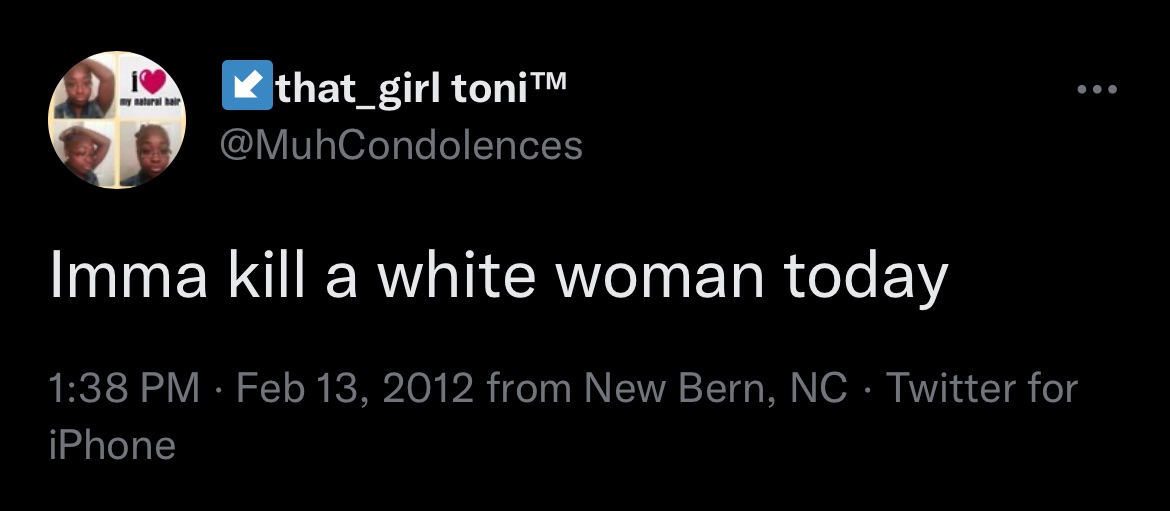 i❤
my natural hair
↙️that_girl toni™
@MuhCondolences
Imma kill a white woman today
1:38 PM · Feb 13, 2012 from New Bern, NC · Twitter for
iPhone